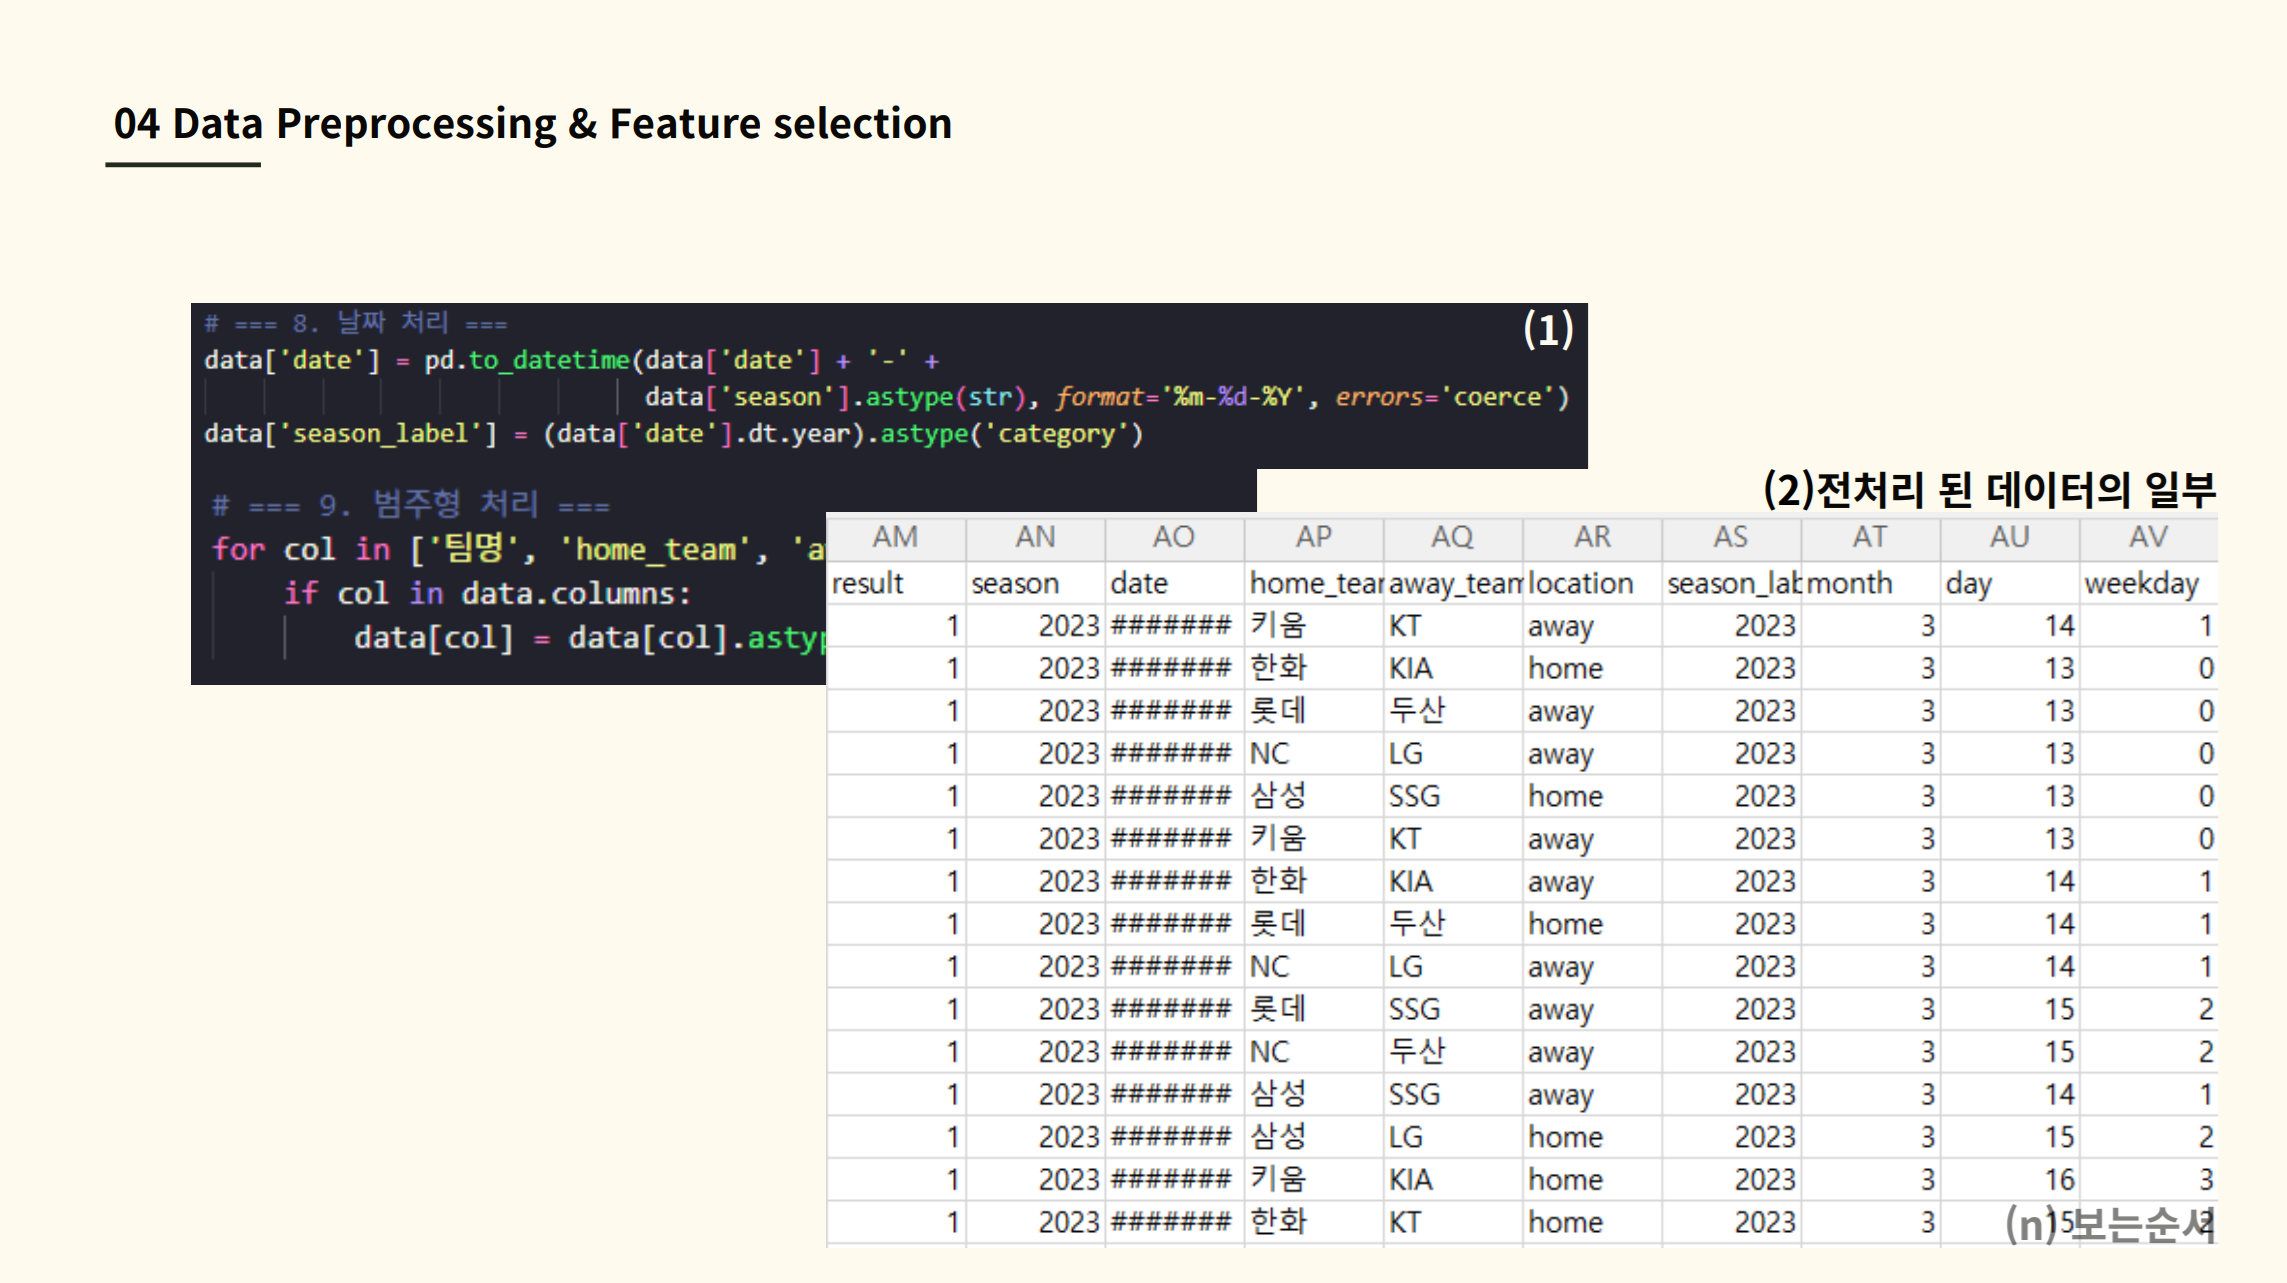 04 Data Preprocessing & Feature selection
# === 8. 날짜 처리 ===
(1)
data['date'] = pd.to_datetime(data['date'] + '-' +
data['season'].astype(str), format='%m-%d-%Y', errors='coerce')
data['season_label'] = (data['date'].dt.year).astype('category')
# === 9. 범주형 처리 ===
for col in ['팀명', 'home_team', 'a
if col in data.columns:
data[col] = data[col].astyp
(2)전처리 된 데이터의 일부
AM AN AO AP AQ AR AS AT AU AV
result season date home_tear away_team location season_lab month day weekday
1 2023 ####### 키움 KT away 2023 3 14 1
1 2023 ####### 한화 KIA home 2023 3 13 0
1 2023 ####### 롯데 두산 away 2023 3 13 0
1 2023 ####### NC LG away 2023 3 13 0
1 2023 ####### 삼성 SSG home 2023 3 13 0
1 2023 ####### 키움 KT away 2023 3 13 0
1 2023 ####### 한화 KIA away 2023 3 14 1
1 2023 ####### 롯데 두산 home 2023 3 14 1
1 2023 ####### NC LG away 2023 3 14 1
1 2023 ####### 롯데 SSG away 2023 3 15 2
1 2023 ####### NC 두산 away 2023 3 15 2
1 2023 ####### 삼성 SSG away 2023 3 14 1
1 2023 ####### 삼성 LG home 2023 3 15 2
1 2023 ####### 키움 KIA home 2023 3 16 3
1 2023 ####### 한화 KT home 2023 3 15 2
(n) 보는순서